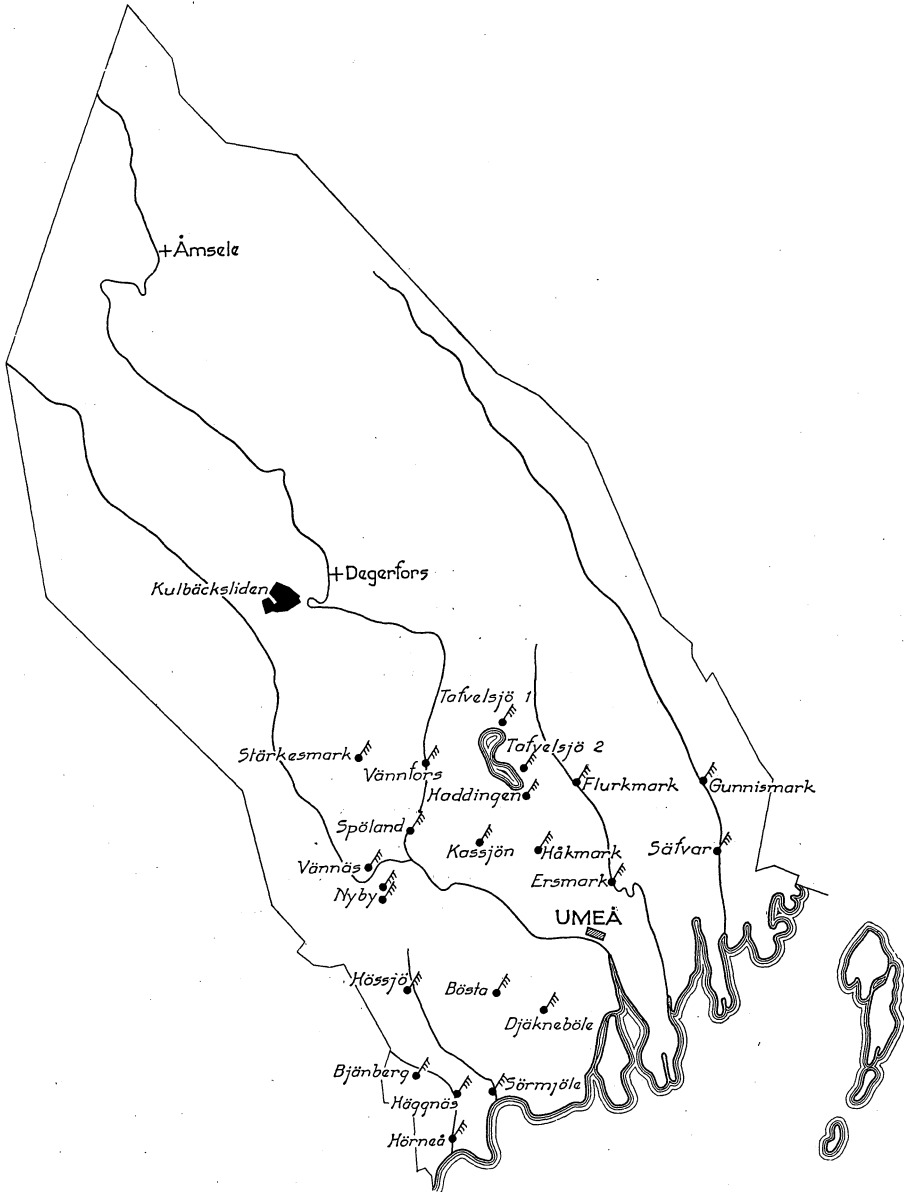 Åmsele
Degerfors
Kulbäcksliden
Tafvelsjö 1
Tafvelsjö 2
Stärkesmark
Vännfors
Haddingen
Flurkmark
Gunnismark
Spöland
Kassjön
Håkmark
Säfvar
Vännäs
Ersmark
Nyby
UMEÅ
Hössjö
Bösta
Djäkneböle
Bjänberg
Häggnäs
Sörmjöle
Hörneå